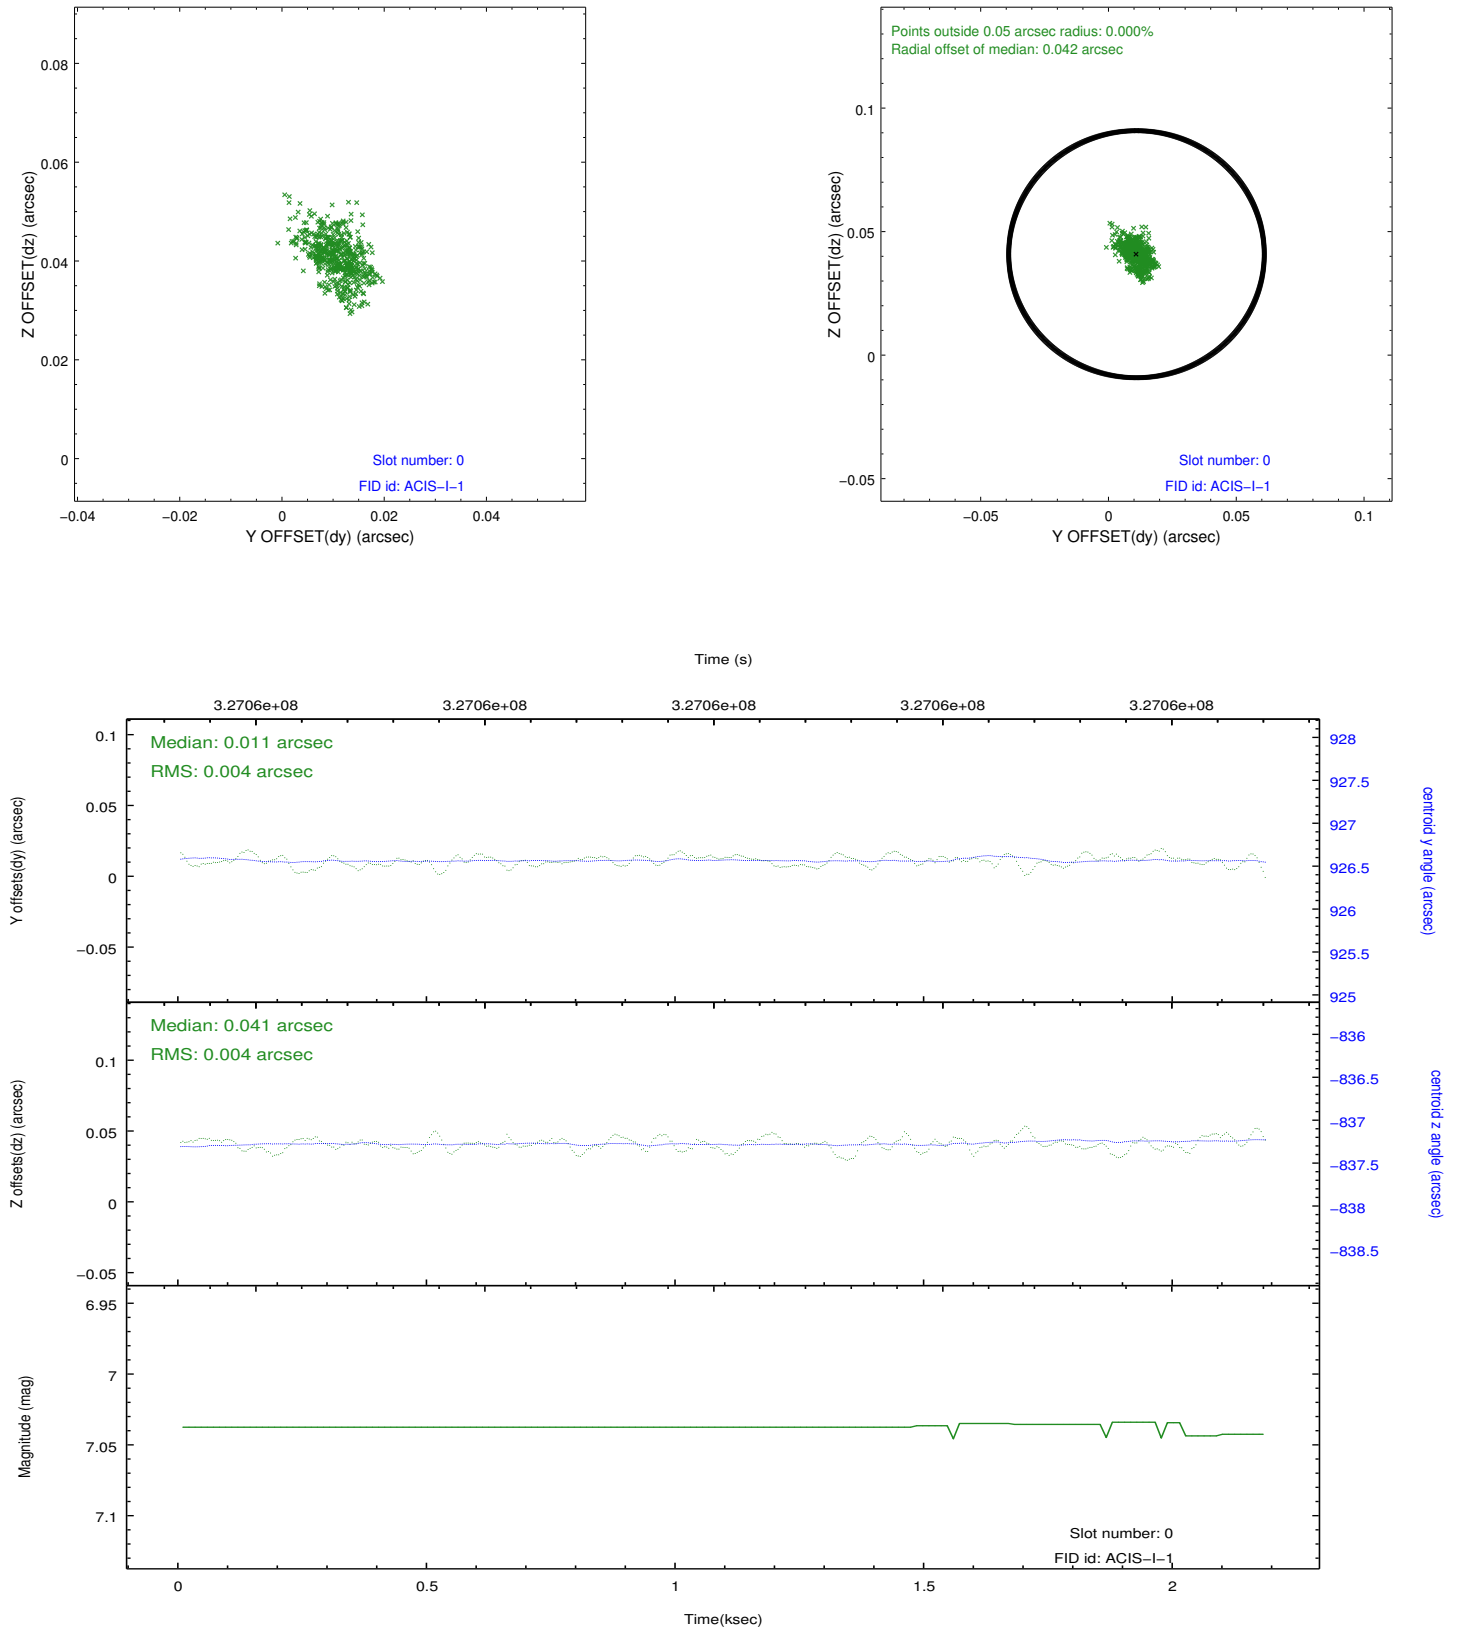 0.08
0.06
0.04
0.02
0
−0.04
−0.02
0
0.02
0.04
Z OFFSET(dz) (arcsec)
Y OFFSET(dy) (arcsec)
Slot number: 0
FID id: ACIS−I−1
Points outside 0.05 arcsec radius: 0.000%
Radial offset of median: 0.042 arcsec
0.1
0.05
0
−0.05
−0.05
0
0.05
0.1
Z OFFSET(dz) (arcsec)
Y OFFSET(dy) (arcsec)
Slot number: 0
FID id: ACIS−I−1
Time (s)
3.2706e+08
3.2706e+08
3.2706e+08
3.2706e+08
3.2706e+08
Median: 0.011 arcsec
RMS: 0.004 arcsec
0.1
0.05
0
−0.05
Y offsets(dy) (arcsec)
928
927.5
927
926.5
926
925.5
925
centroid y angle (arcsec)
Median: 0.041 arcsec
RMS: 0.004 arcsec
0.1
0.05
0
−0.05
Z offsets(dz) (arcsec)
−836
−836.5
−837
−837.5
−838
−838.5
centroid z angle (arcsec)
6.95
7
7.05
7.1
Magnitude (mag)
Slot number: 0
FID id: ACIS−I−1
0
0.5
1
1.5
2
Time(ksec)